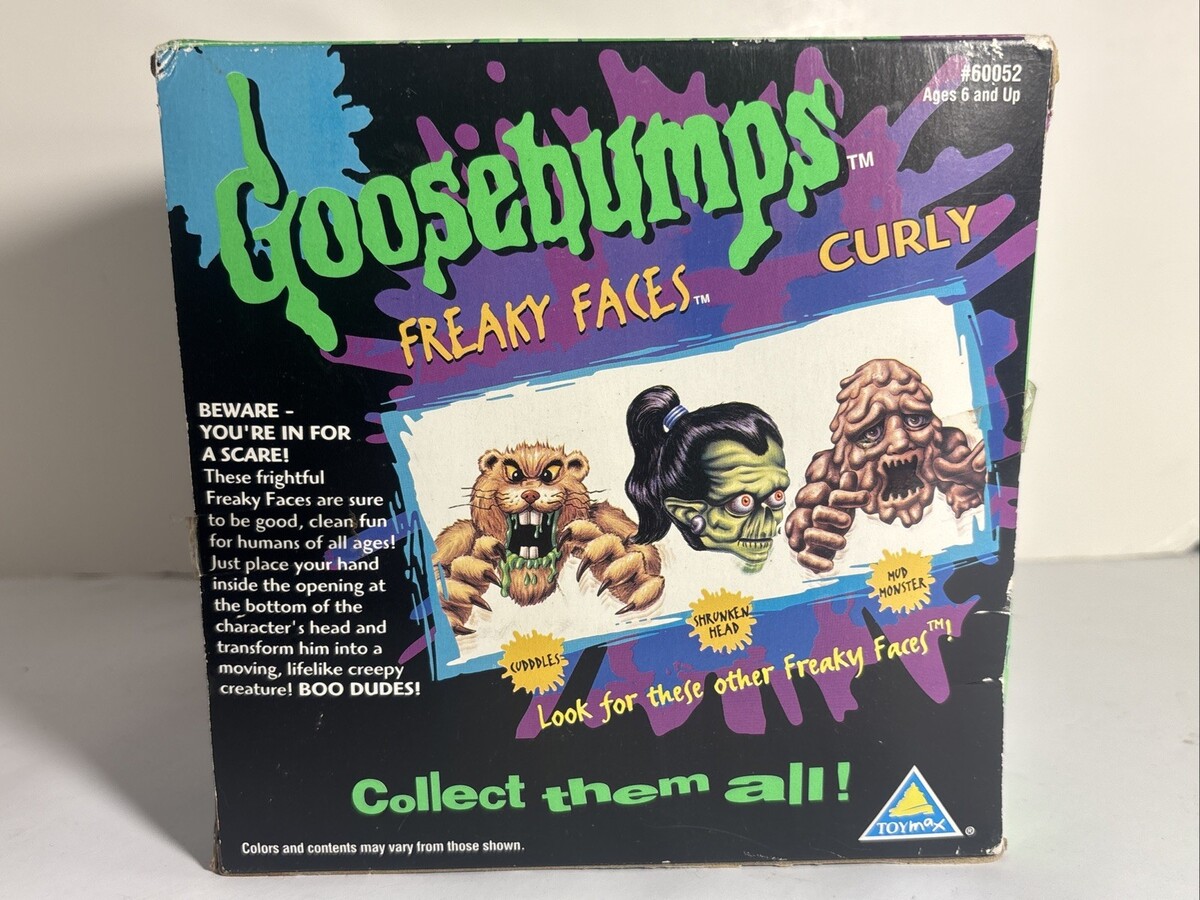 #60052
Ages 6 and Up
Goosebumps™
CURLY
FREAKY FACES™
BEWARE -
YOU'RE IN FOR
A SCARE!
These frightful
Freaky Faces are sure
to be good, clean fun
for humans of all ages!
Just place your hand
inside the opening at
the bottom of the
character's head and
transform him into a
moving, lifelike creepy
creature! BOO DUDES!
CUDDDLES
SHRUNKEN
HEAD
MUD
MONSTER
Look for these other Freaky Faces™!
Collect them all!
TOYmax®
Colors and contents may vary from those shown.